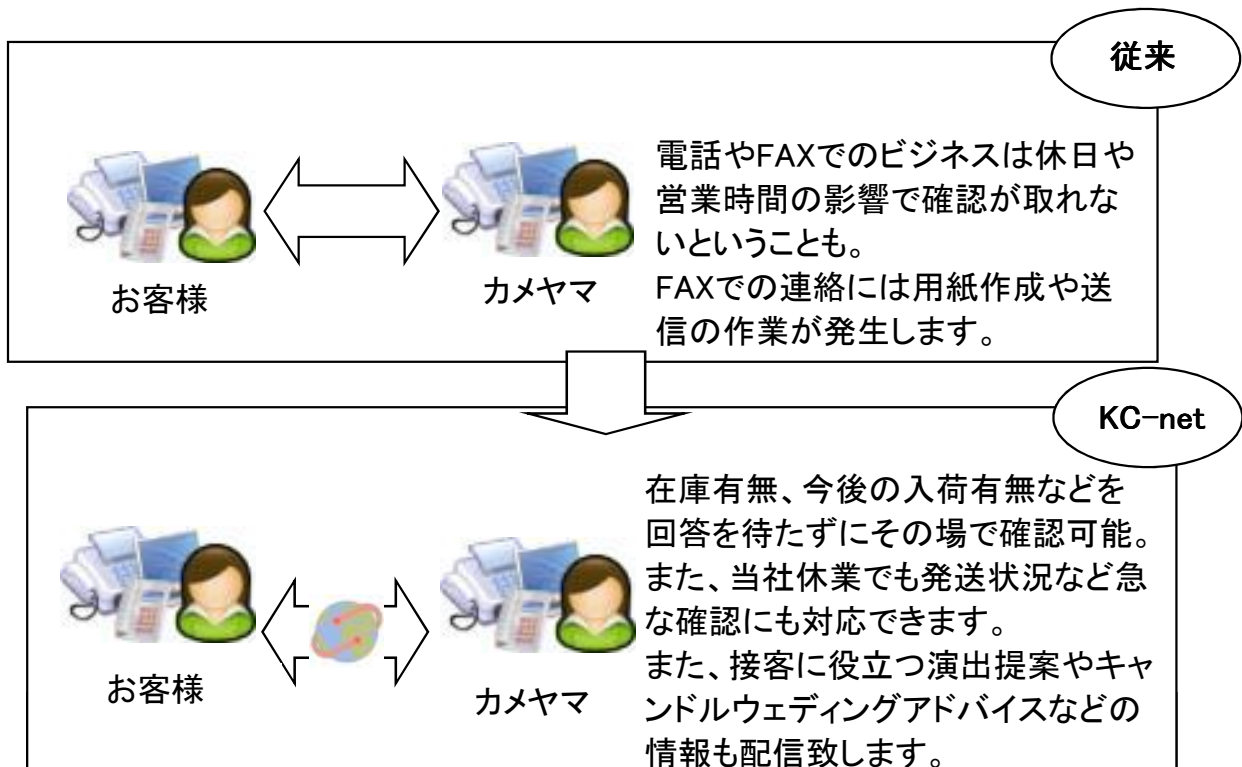 従来
電話やFAXでのビジネスは休日や
営業時間の影響で確認が取れな
いということも。
FAXでの連絡には用紙作成や送
信の作業が発生します。
お客様
カメヤマ
KC-net
在庫有無、今後の入荷有無などを
回答を待たずにその場で確認可能。
また、当社休業でも発送状況など急
な確認にも対応できます。
また、接客に役立つ演出提案やキャ
ンドルウェディングアドバイスなどの
情報も配信致します。
お客様
カメヤマ